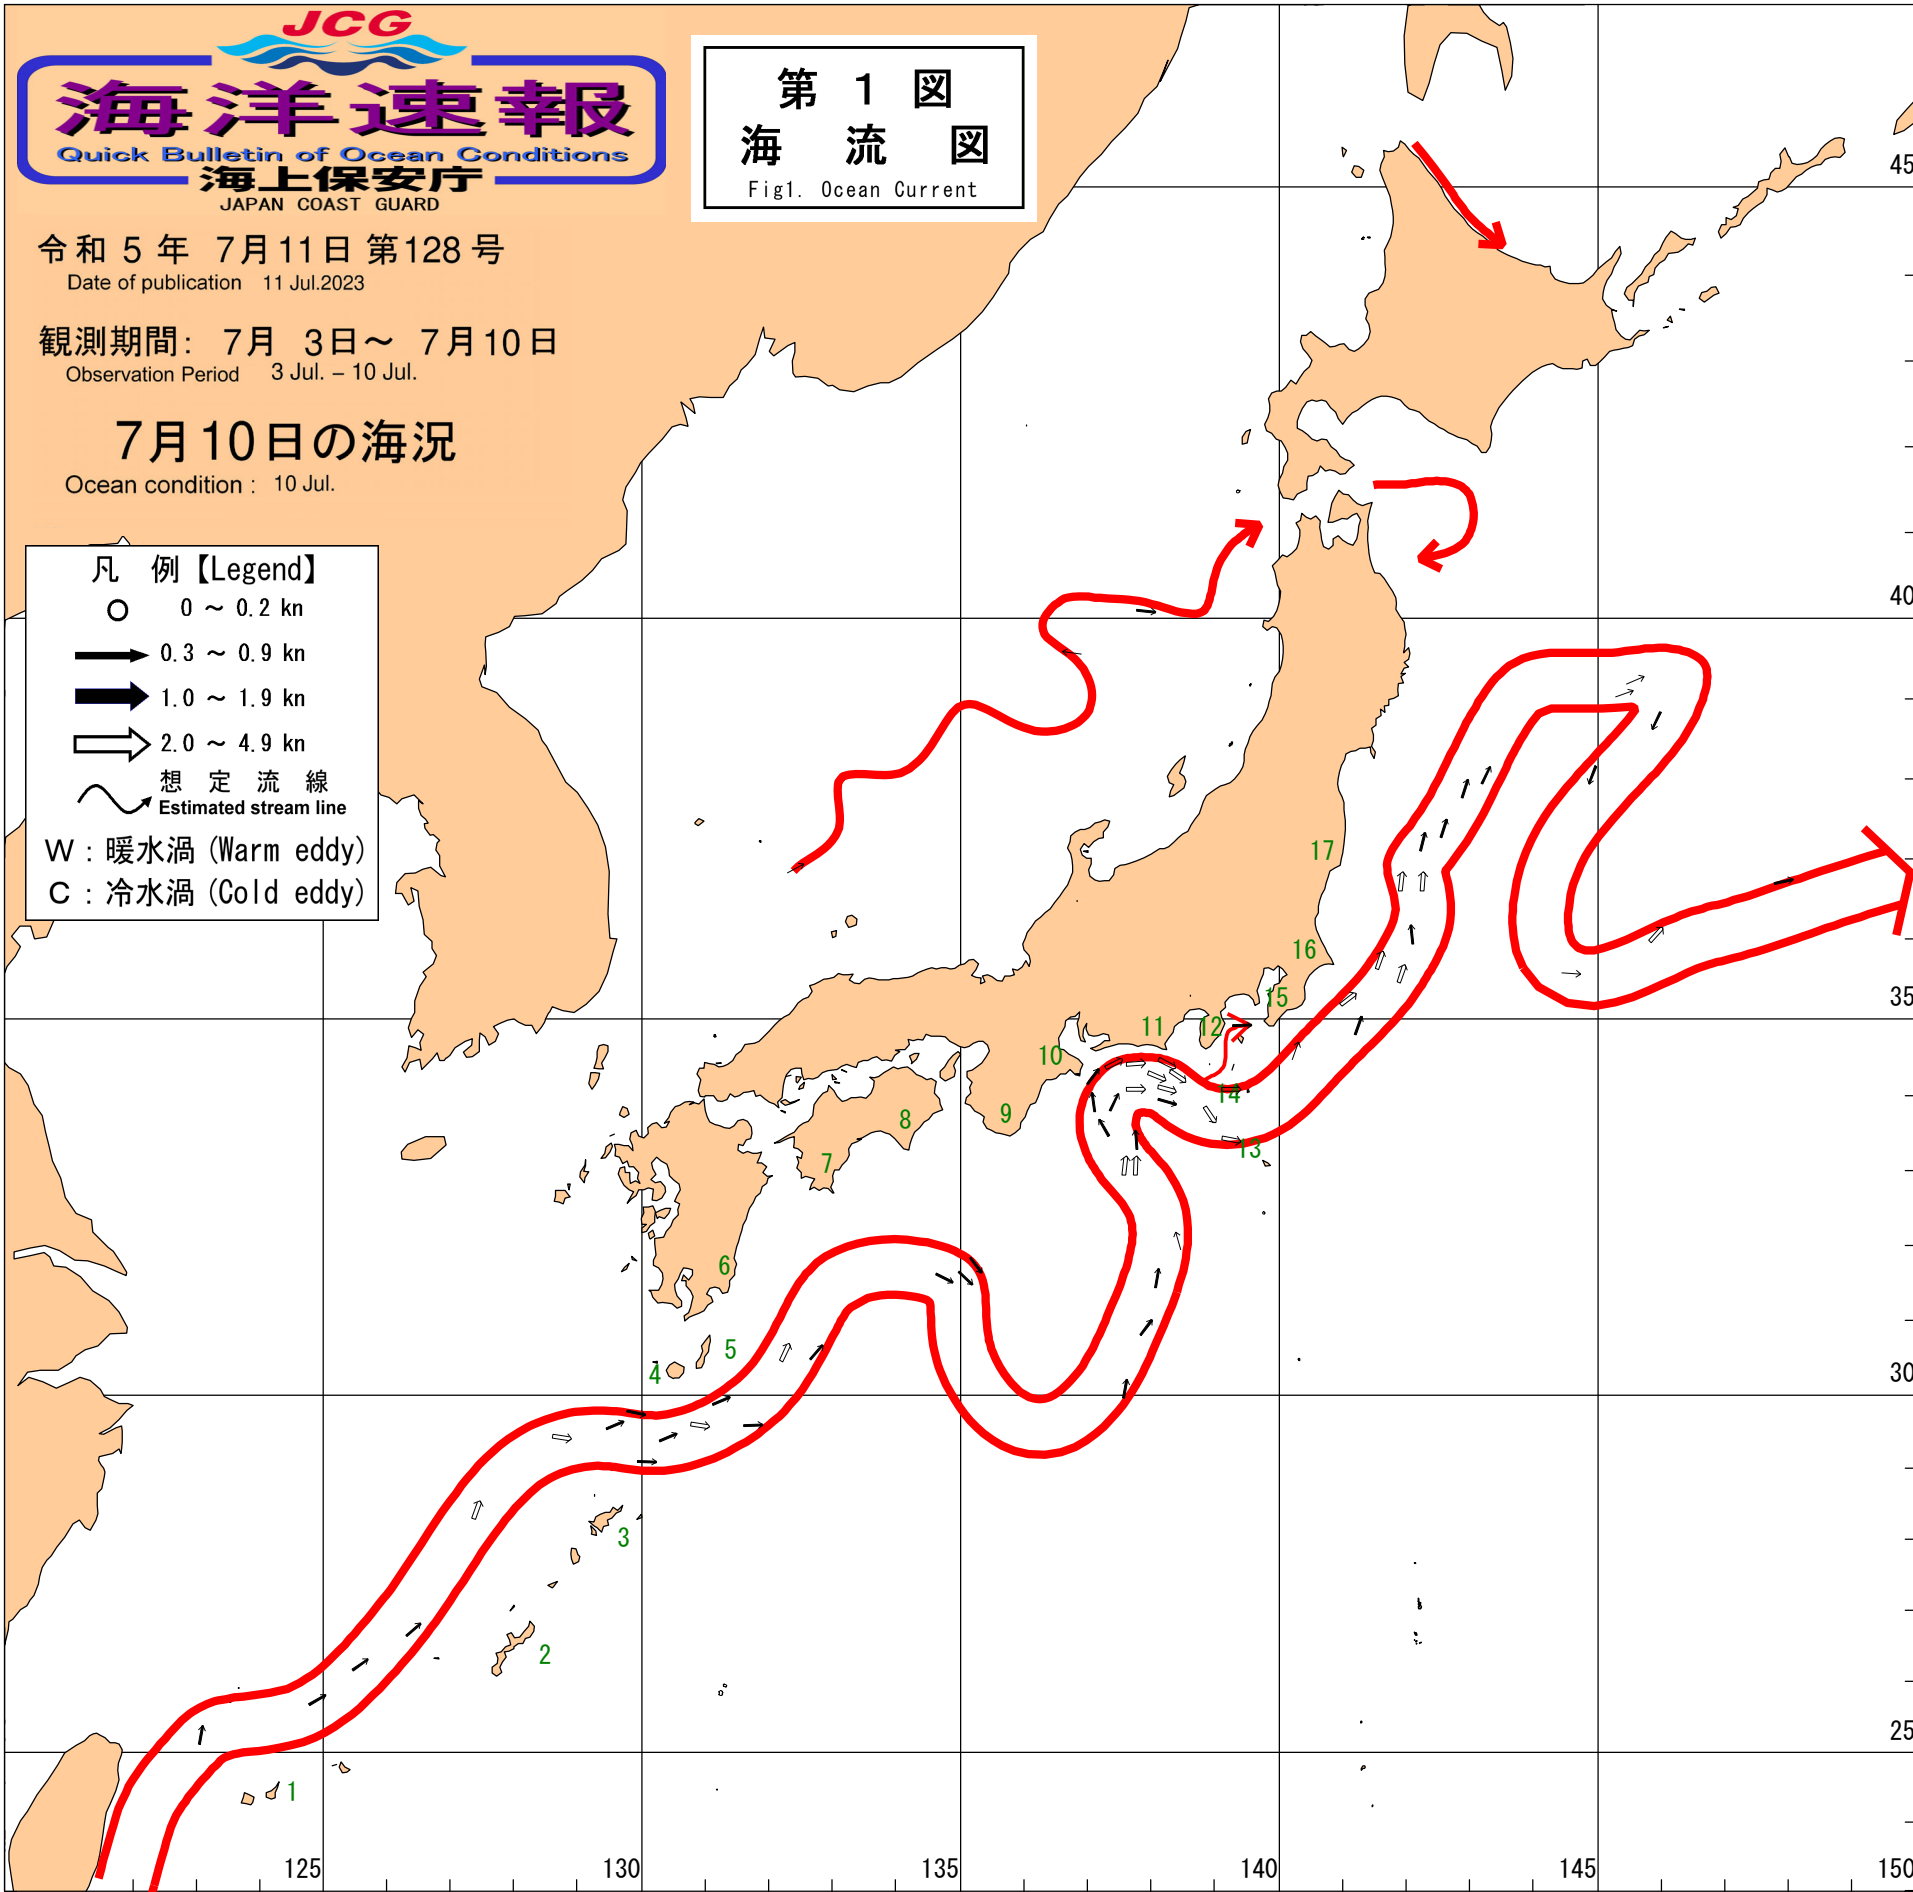 JCG
海洋速報
Quick Bulletin of Ocean Conditions
海上保安庁
JAPAN COAST GUARD
令和 5 年 7月11日 第128 号
Date of publication 11 Jul.2023
観測期間: 7月 3日～ 7月10日
Observation Period 3 Jul. – 10 Jul.
7月10日の海況
Ocean condition : 10 Jul.
第 1 図
海 流 図
Fig1. Ocean Current
凡 例【Legend】
0 ～ 0.2 kn
0.3 ～ 0.9 kn
1.0 ～ 1.9 kn
2.0 ～ 4.9 kn
想 定 流 線
Estimated stream line
W : 暖水渦 (Warm eddy)
C : 冷水渦 (Cold eddy)
45
40
17
16
15
35
12
11
10
14
9
8
13
7
6
5
4
30
3
2
25
1
125
130
135
140
145
150